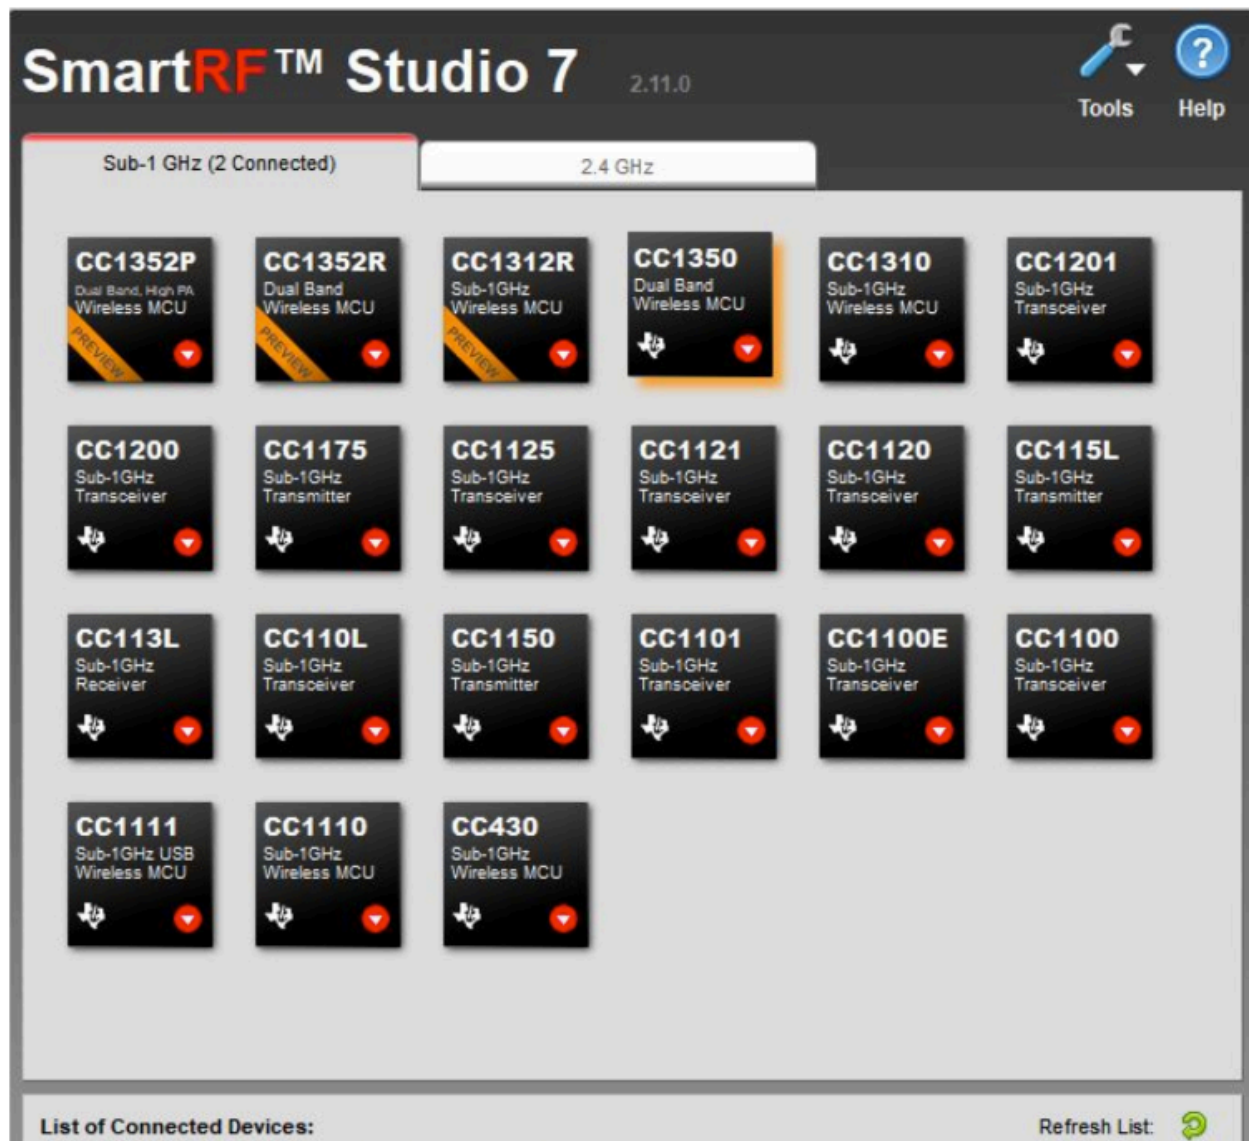 SmartRF™ Studio 7 2.11.0
Tools Help
Sub-1 GHz (2 Connected) 2.4 GHz
CC1352P
Dual Band, High PA
Wireless MCU
PREVIEW
CC1352R
Dual Band
Wireless MCU
PREVIEW
CC1312R
Sub-1GHz
Wireless MCU
PREVIEW
CC1350
Dual Band
Wireless MCU
CC1310
Sub-1GHz
Wireless MCU
CC1201
Sub-1GHz
Transceiver
CC1200
Sub-1GHz
Transceiver
CC1175
Sub-1GHz
Transmitter
CC1125
Sub-1GHz
Transceiver
CC1121
Sub-1GHz
Transceiver
CC1120
Sub-1GHz
Transceiver
CC115L
Sub-1GHz
Transmitter
CC113L
Sub-1GHz
Receiver
CC110L
Sub-1GHz
Transceiver
CC1150
Sub-1GHz
Transmitter
CC1101
Sub-1GHz
Transceiver
CC1100E
Sub-1GHz
Transceiver
CC1100
Sub-1GHz
Transceiver
CC1111
Sub-1GHz USB
Wireless MCU
CC1110
Sub-1GHz
Wireless MCU
CC430
Sub-1GHz
Wireless MCU
List of Connected Devices: Refresh List: